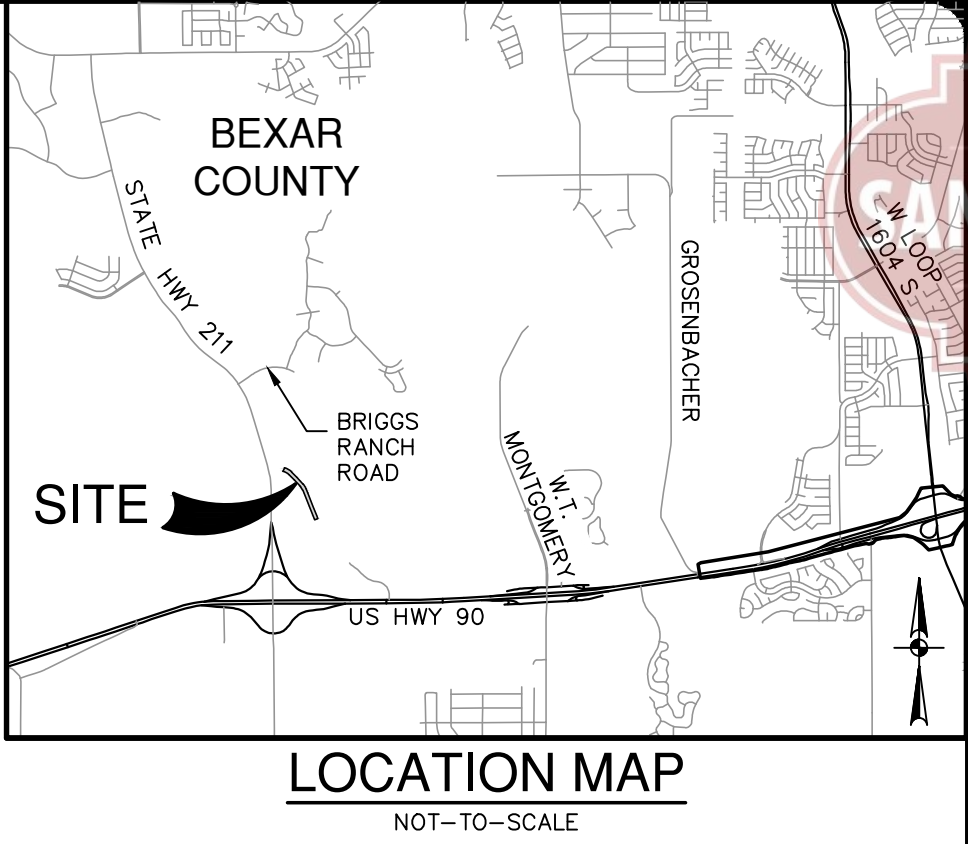 BEXAR
COUNTY
STATE HWY 211
W LOOP
1604 S
SAN
GROSENBACHER
BRIGGS
RANCH
ROAD
SITE
W.T.
MONTGOMERY
US HWY 90
LOCATION MAP
NOT-TO-SCALE